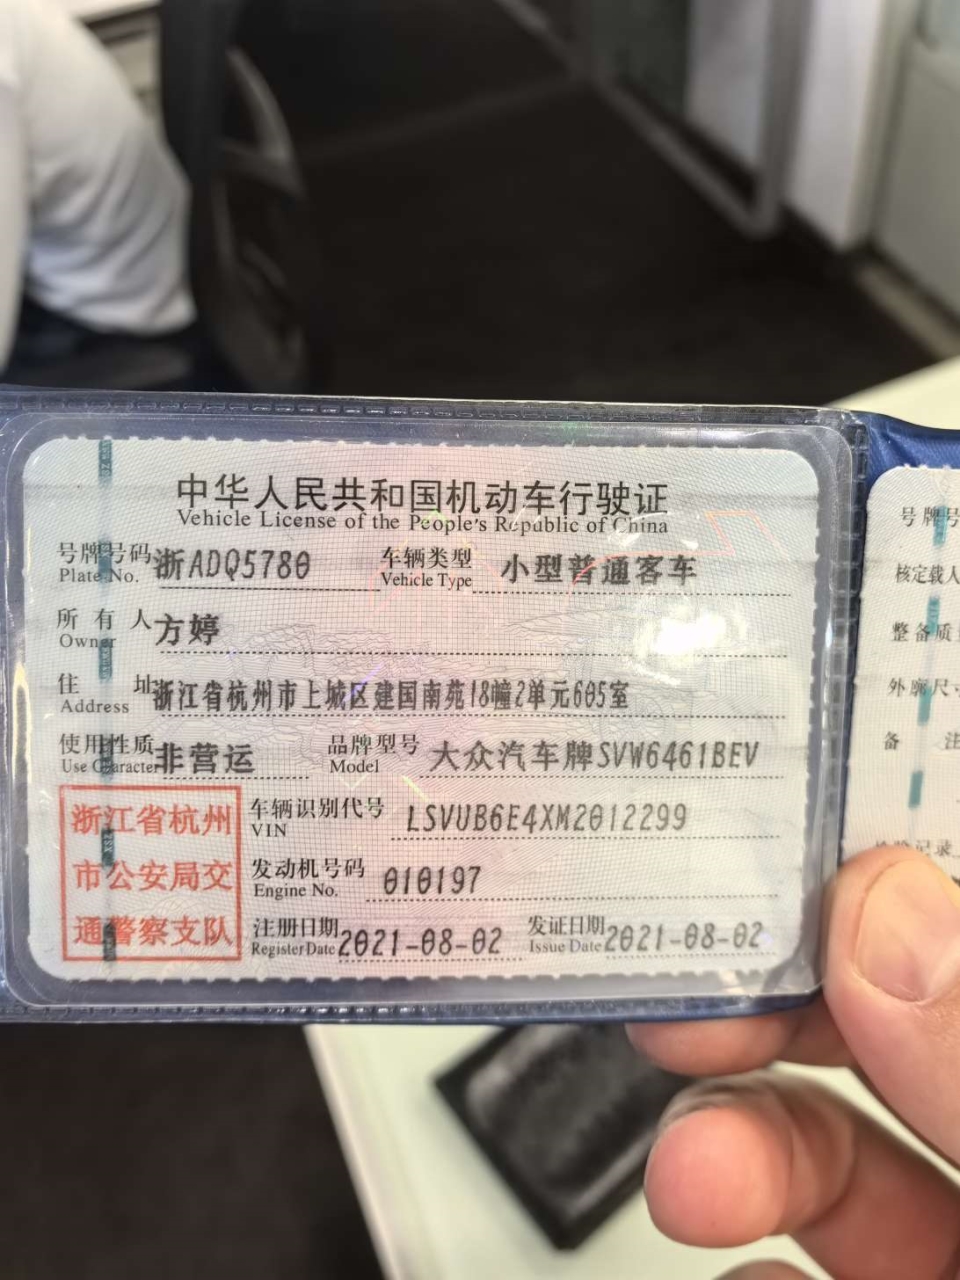 中华人民共和国机动车行驶证
Vehicle License of the People's Republic of China
号牌号码 浙ADQ5780 车辆类型 小型普通客车
Plate No. Vehicle Type
所有人 方婷
Owner
住址 浙江省杭州市上城区建国南苑18幢2单元605室
Address
使用性质 非营运 品牌型号 大众汽车牌SVW6461BEV
Use Character Model
浙江省杭州
市公安局交
通警察支队
车辆识别代号 LSVUB6E4XM2012299
VIN
发动机号码 010197
Engine No.
注册日期 2021-08-02 发证日期 2021-08-02
Register Date Issue Date
号牌号
核定载人
整备质量
外廓尺寸
备注
检验记录